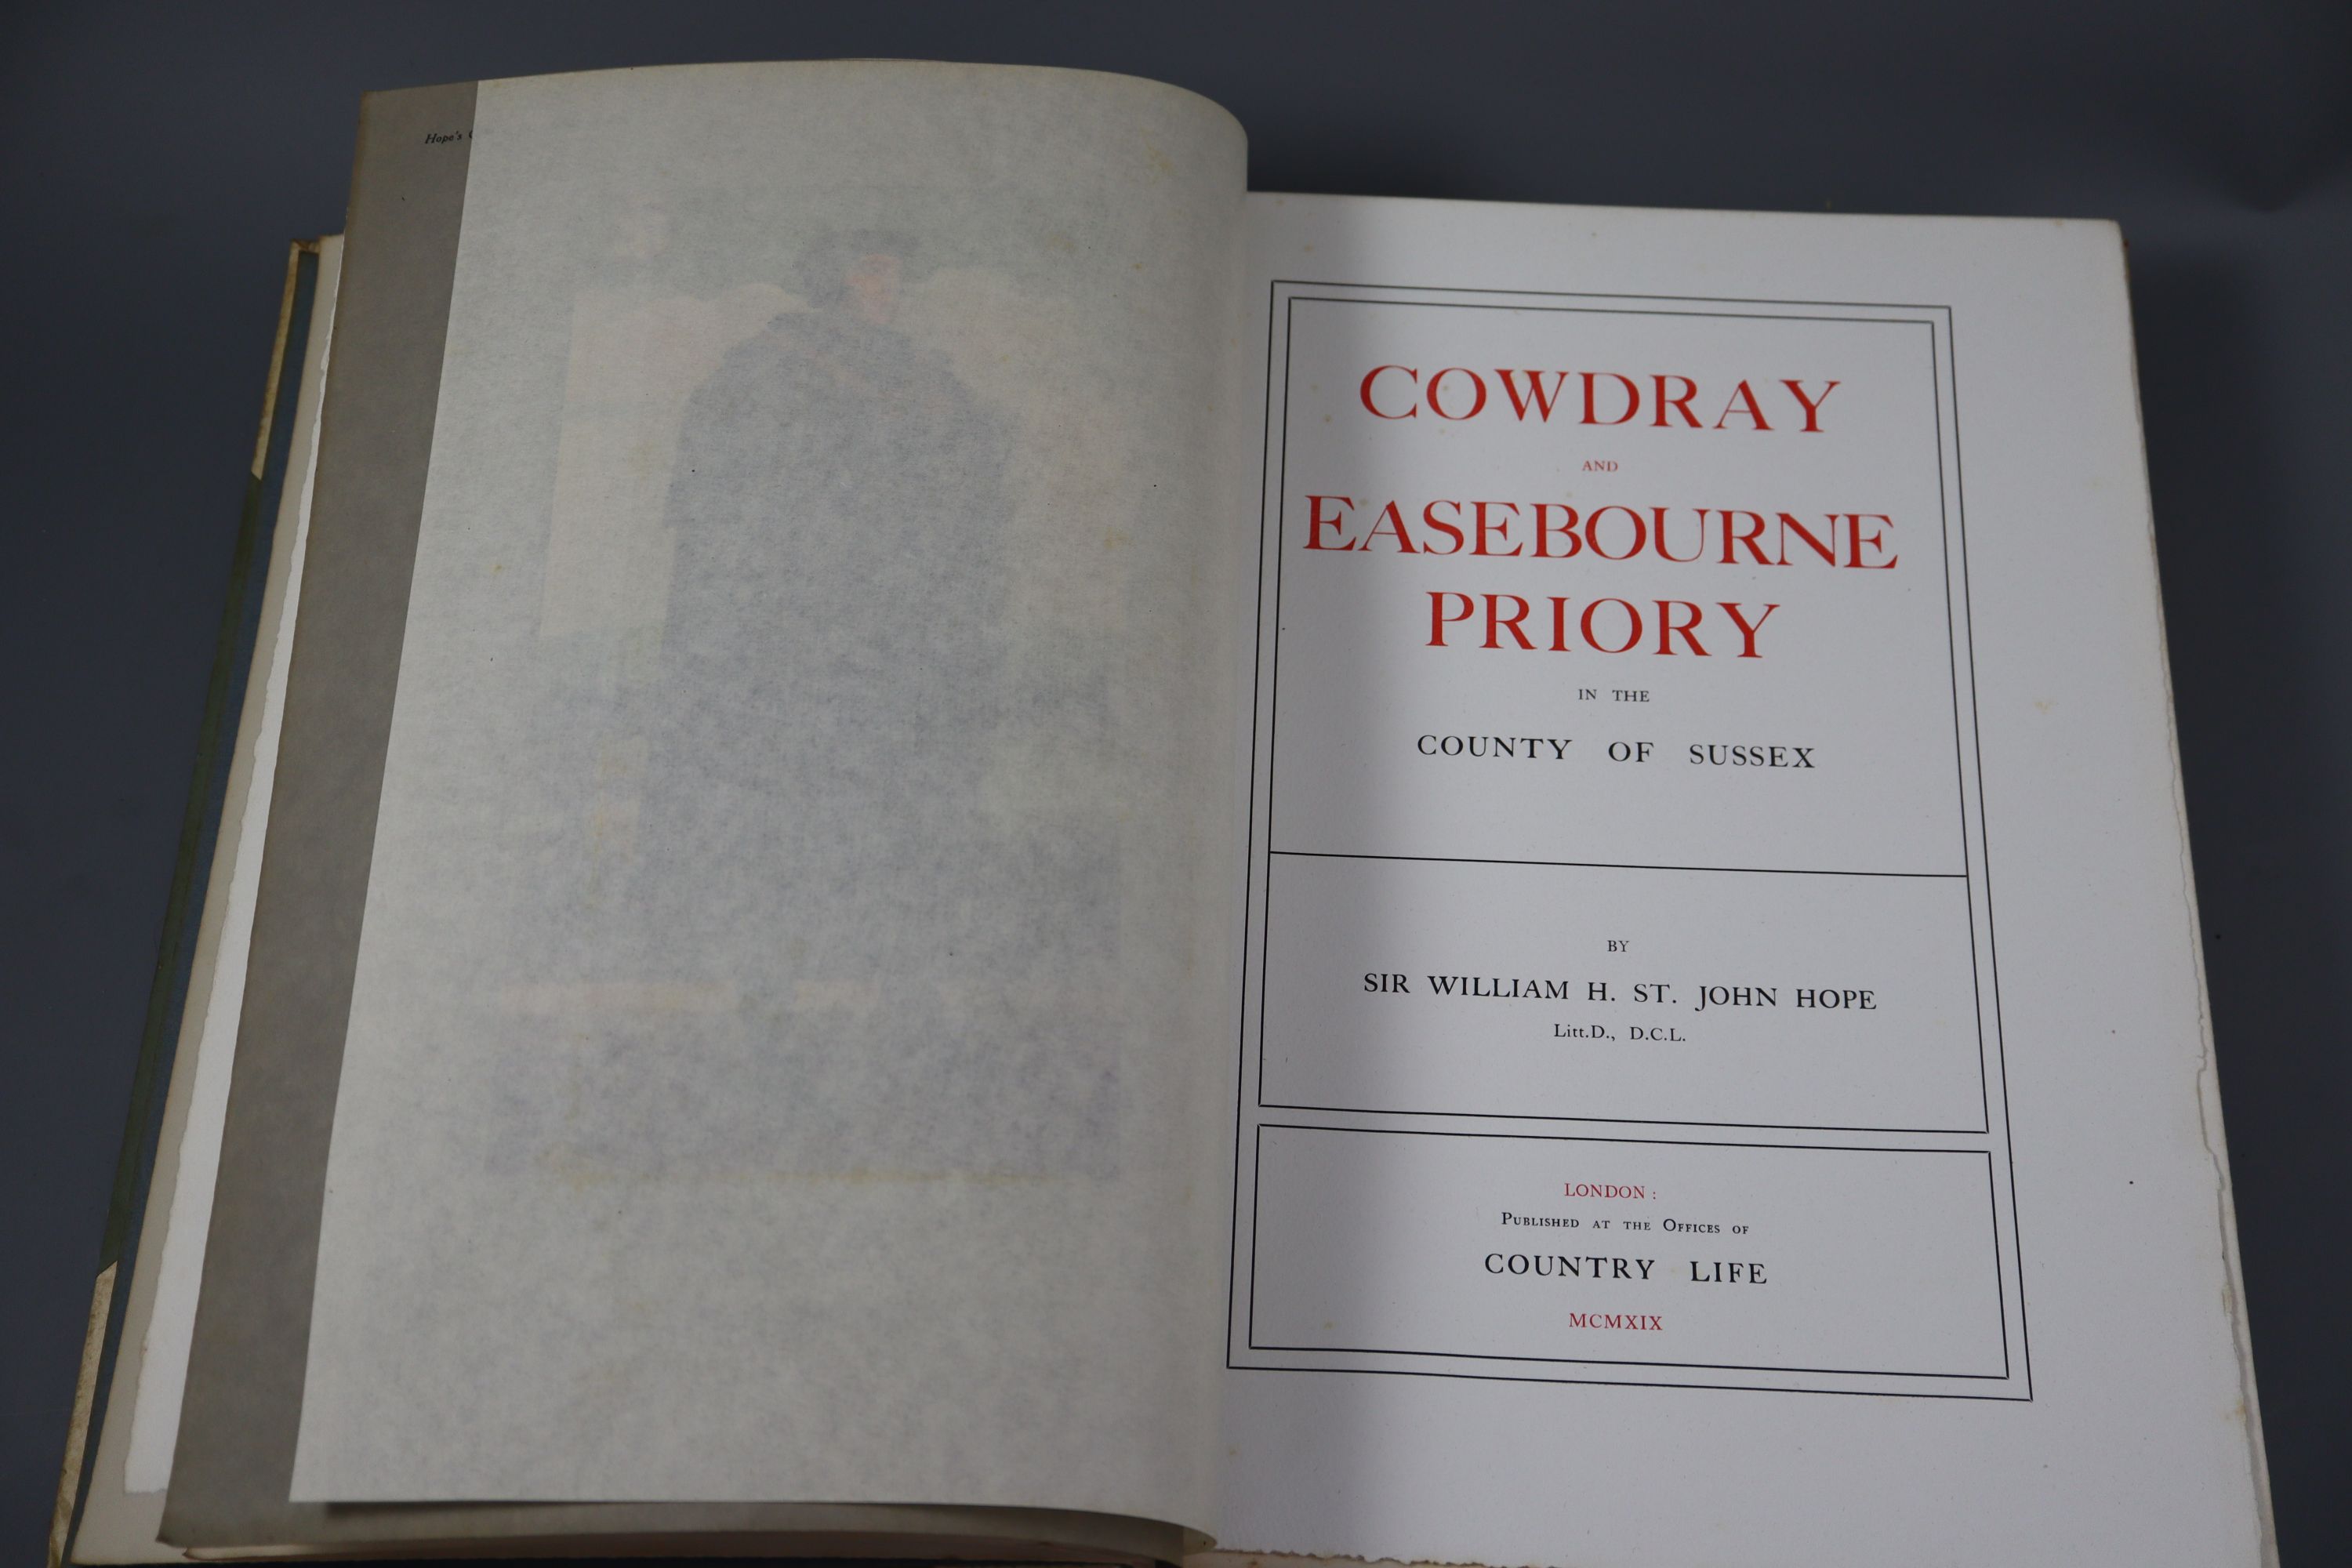 Hope's
COWDRAY
AND
EASEBOURNE
PRIORY
IN THE
COUNTY OF SUSSEX
BY
SIR WILLIAM H. ST. JOHN HOPE
Litt.D., D.C.L.
LONDON :
PUBLISHED AT THE OFFICES OF
COUNTRY LIFE
MCMXIX